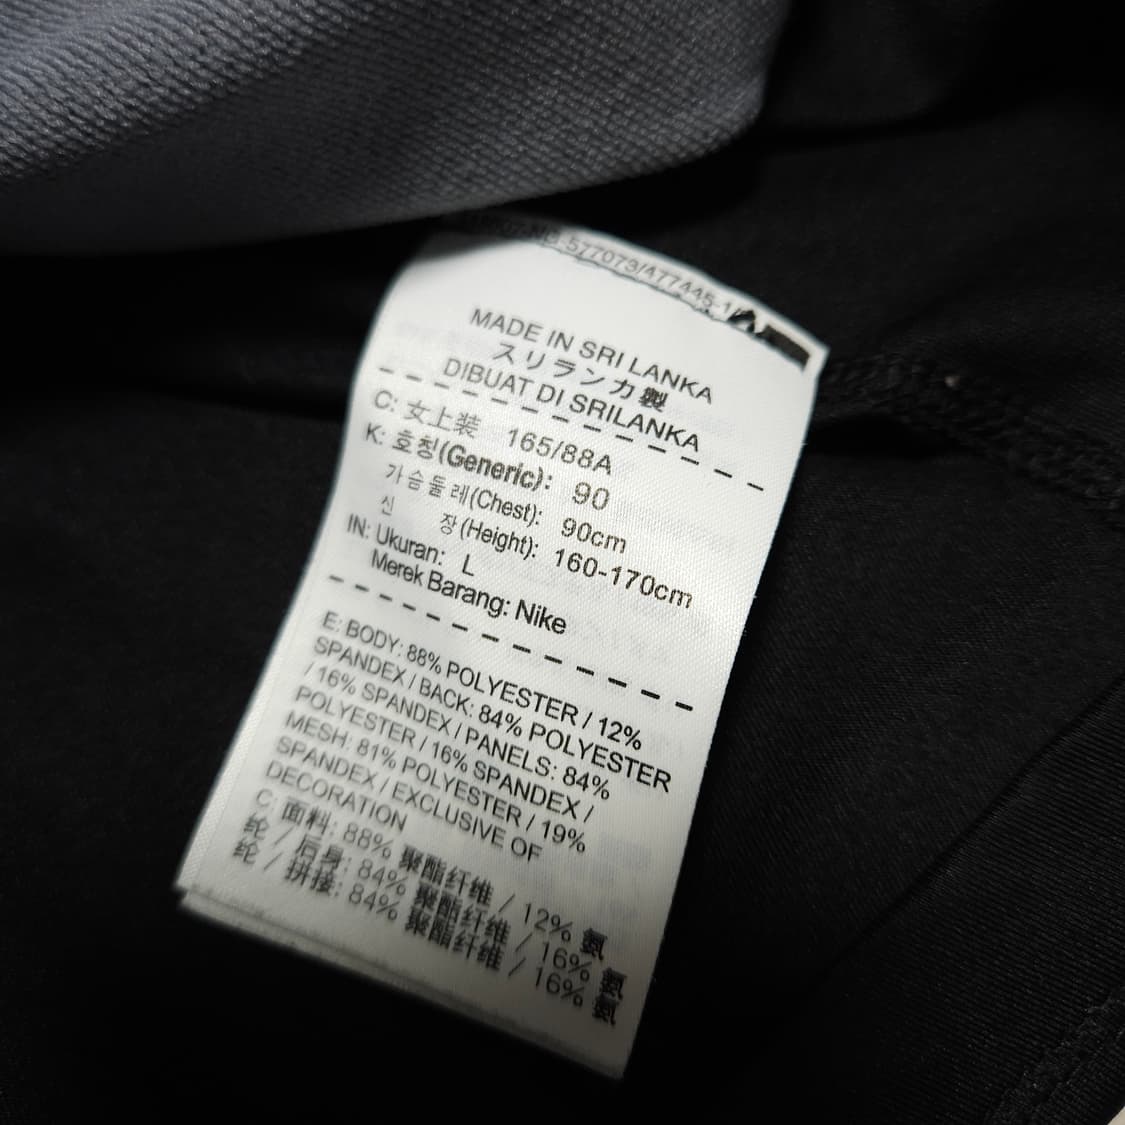 577073/477445-1
MADE IN SRI LANKA
スリランカ製
DIBUAT DI SRILANKA
C: 女上装 165/88A
K: 호칭(Generic): 90
가슴둘레(Chest): 90cm
신 장(Height): 160-170cm
IN: Ukuran: L
Merek Barang: Nike
E: BODY: 88% POLYESTER / 12%
SPANDEX / BACK: 84% POLYESTER
/ 16% SPANDEX / PANELS: 84%
POLYESTER / 16% SPANDEX /
MESH: 81% POLYESTER / 19%
SPANDEX / EXCLUSIVE OF
DECORATION
C: 面料: 88% 聚酯纤维 / 12% 氨
纶 / 后身: 84% 聚酯纤维 / 16% 氨
纶 / 拼接: 84% 聚酯纤维 / 16% 氨